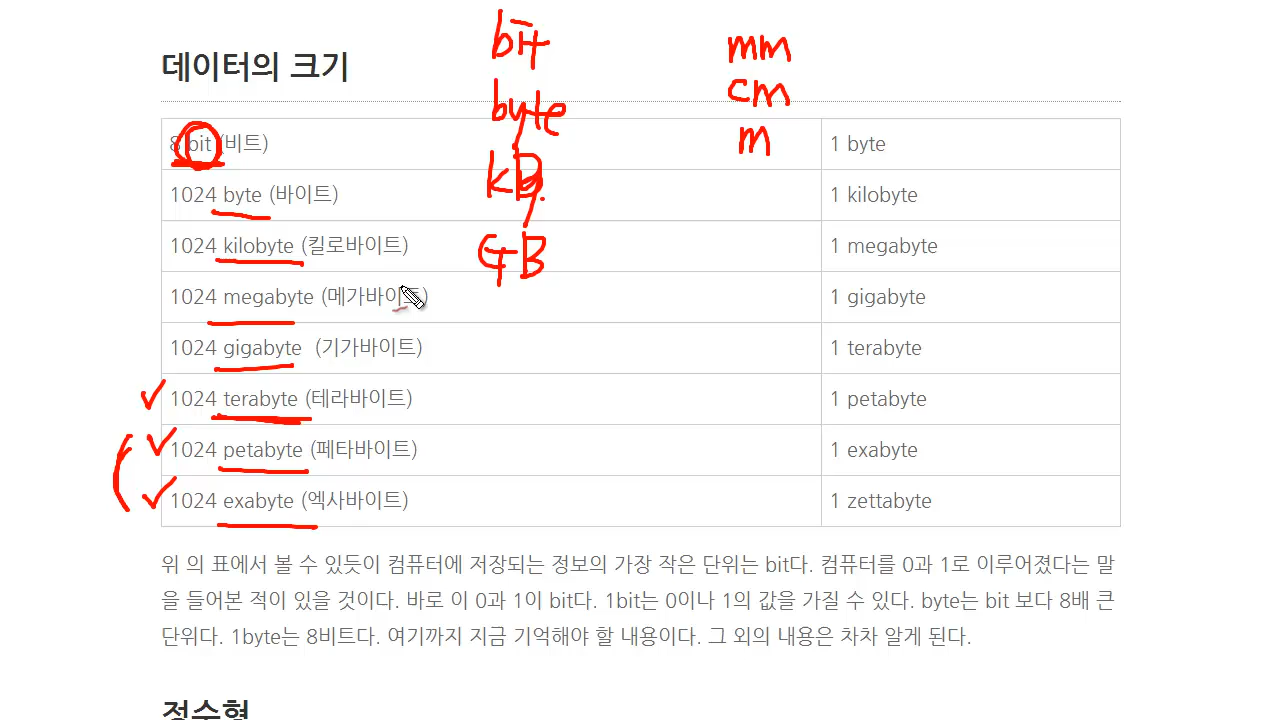 bit
mm
데이터의 크기
cm
byte
m
8 bit (비트) 1 byte
kB
1024 byte (바이트) 1 kilobyte
1024 kilobyte (킬로바이트) 1 megabyte
GB
1024 megabyte (메가바이트) 1 gigabyte
1024 gigabyte (기가바이트) 1 terabyte
1024 terabyte (테라바이트) 1 petabyte
1024 petabyte (페타바이트) 1 exabyte
1024 exabyte (엑사바이트) 1 zettabyte
위 의 표에서 볼 수 있듯이 컴퓨터에 저장되는 정보의 가장 작은 단위는 bit다. 컴퓨터를 0과 1로 이루어졌다는 말
을 들어본 적이 있을 것이다. 바로 이 0과 1이 bit다. 1bit는 0이나 1의 값을 가질 수 있다. byte는 bit 보다 8배 큰
단위다. 1byte는 8비트다. 여기까지 지금 기억해야 할 내용이다. 그 외의 내용은 차차 알게 된다.
정수형